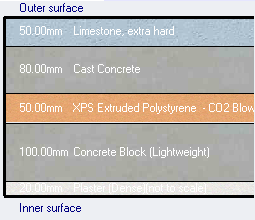 Outer surface
50.00mm Limestone, extra hard
80.00mm Cast Concrete
50.00mm XPS Extruded Polystyrene - CO2 Blow
100.00mm Concrete Block (Lightweight)
20.00mm Plaster (Dense)(not to scale)
Inner surface